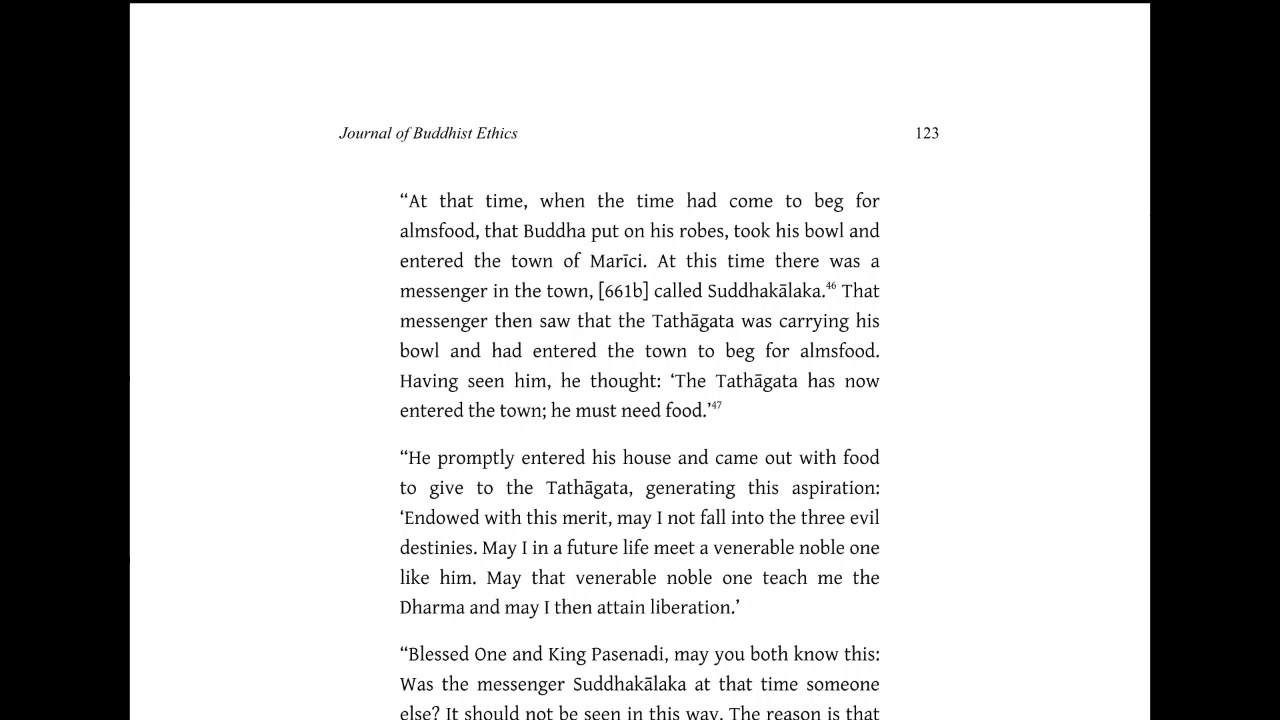 Journal of Buddhist Ethics 123
“At that time, when the time had come to beg for
almsfood, that Buddha put on his robes, took his bowl and
entered the town of Marīci. At this time there was a
messenger in the town, [661b] called Suddhakālaka.46 That
messenger then saw that the Tathāgata was carrying his
bowl and had entered the town to beg for almsfood.
Having seen him, he thought: ‘The Tathāgata has now
entered the town; he must need food.’47
“He promptly entered his house and came out with food
to give to the Tathāgata, generating this aspiration:
‘Endowed with this merit, may I not fall into the three evil
destinies. May I in a future life meet a venerable noble one
like him. May that venerable noble one teach me the
Dharma and may I then attain liberation.’
“Blessed One and King Pasenadi, may you both know this:
Was the messenger Suddhakālaka at that time someone
else? It should not be seen in this way. The reason is that